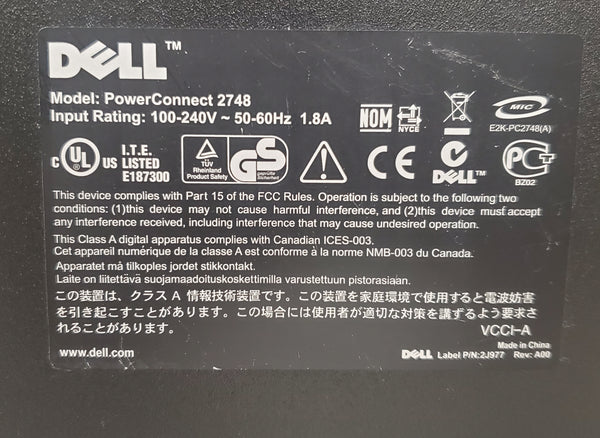 DELL™
Model: PowerConnect 2748
Input Rating: 100-240V ~ 50-60Hz 1.8A
NOM
NYCE
MIC
E2K-PC2748(A)
c UL US
I.T.E.
LISTED
E187300
TÜV
Rheinland
Product Safety
GS
geprüfte
Sicherheit
CE
DELL™
PCT
BZ02
This device complies with Part 15 of the FCC Rules. Operation is subject to the following two
conditions: (1)this device may not cause harmful interference, and (2)this device must accept
any interference received, including interference that may cause undesired operation.
This Class A digital apparatus complies with Canadian ICES-003.
Cet appareil numérique de la classe A est conforme à la norme NMB-003 du Canada.
Apparatet må tilkoples jordet stikkontakt.
Laite on liitettävä suojamaadoituskoskettimilla varustettuun pistorasiaan.
この装置は、クラス A 情報技術装置です。この装置を家庭環境で使用すると電波妨害
を引き起こすことがあります。この場合には使用者が適切な対策を講ずるよう要求さ
れることがあります。
VCCI-A
Made in China
www.dell.com
DELL Label P/N:2J977 Rev: A00